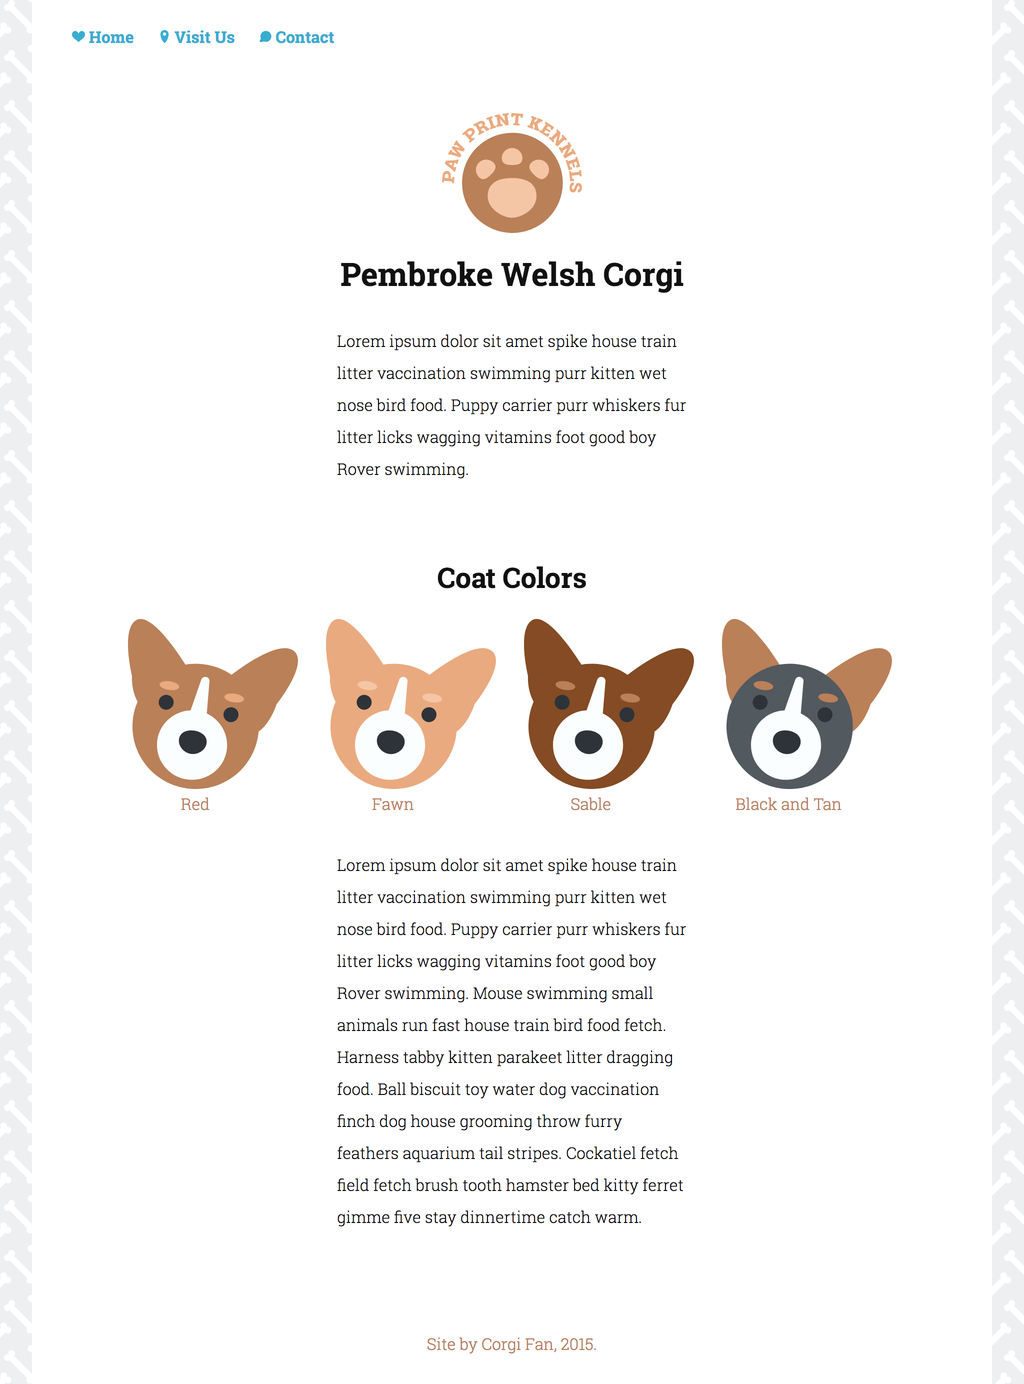 Home Visit Us Contact
PAW PRINT KENNELS
Pembroke Welsh Corgi
Lorem ipsum dolor sit amet spike house train
litter vaccination swimming purr kitten wet
nose bird food. Puppy carrier purr whiskers fur
litter licks wagging vitamins foot good boy
Rover swimming.
Coat Colors
Red Fawn Sable Black and Tan
Lorem ipsum dolor sit amet spike house train
litter vaccination swimming purr kitten wet
nose bird food. Puppy carrier purr whiskers fur
litter licks wagging vitamins foot good boy
Rover swimming. Mouse swimming small
animals run fast house train bird food fetch.
Harness tabby kitten parakeet litter dragging
food. Ball biscuit toy water dog vaccination
finch dog house grooming throw furry
feathers aquarium tail stripes. Cockatiel fetch
field fetch brush tooth hamster bed kitty ferret
gimme five stay dinnertime catch warm.
Site by Corgi Fan, 2015.